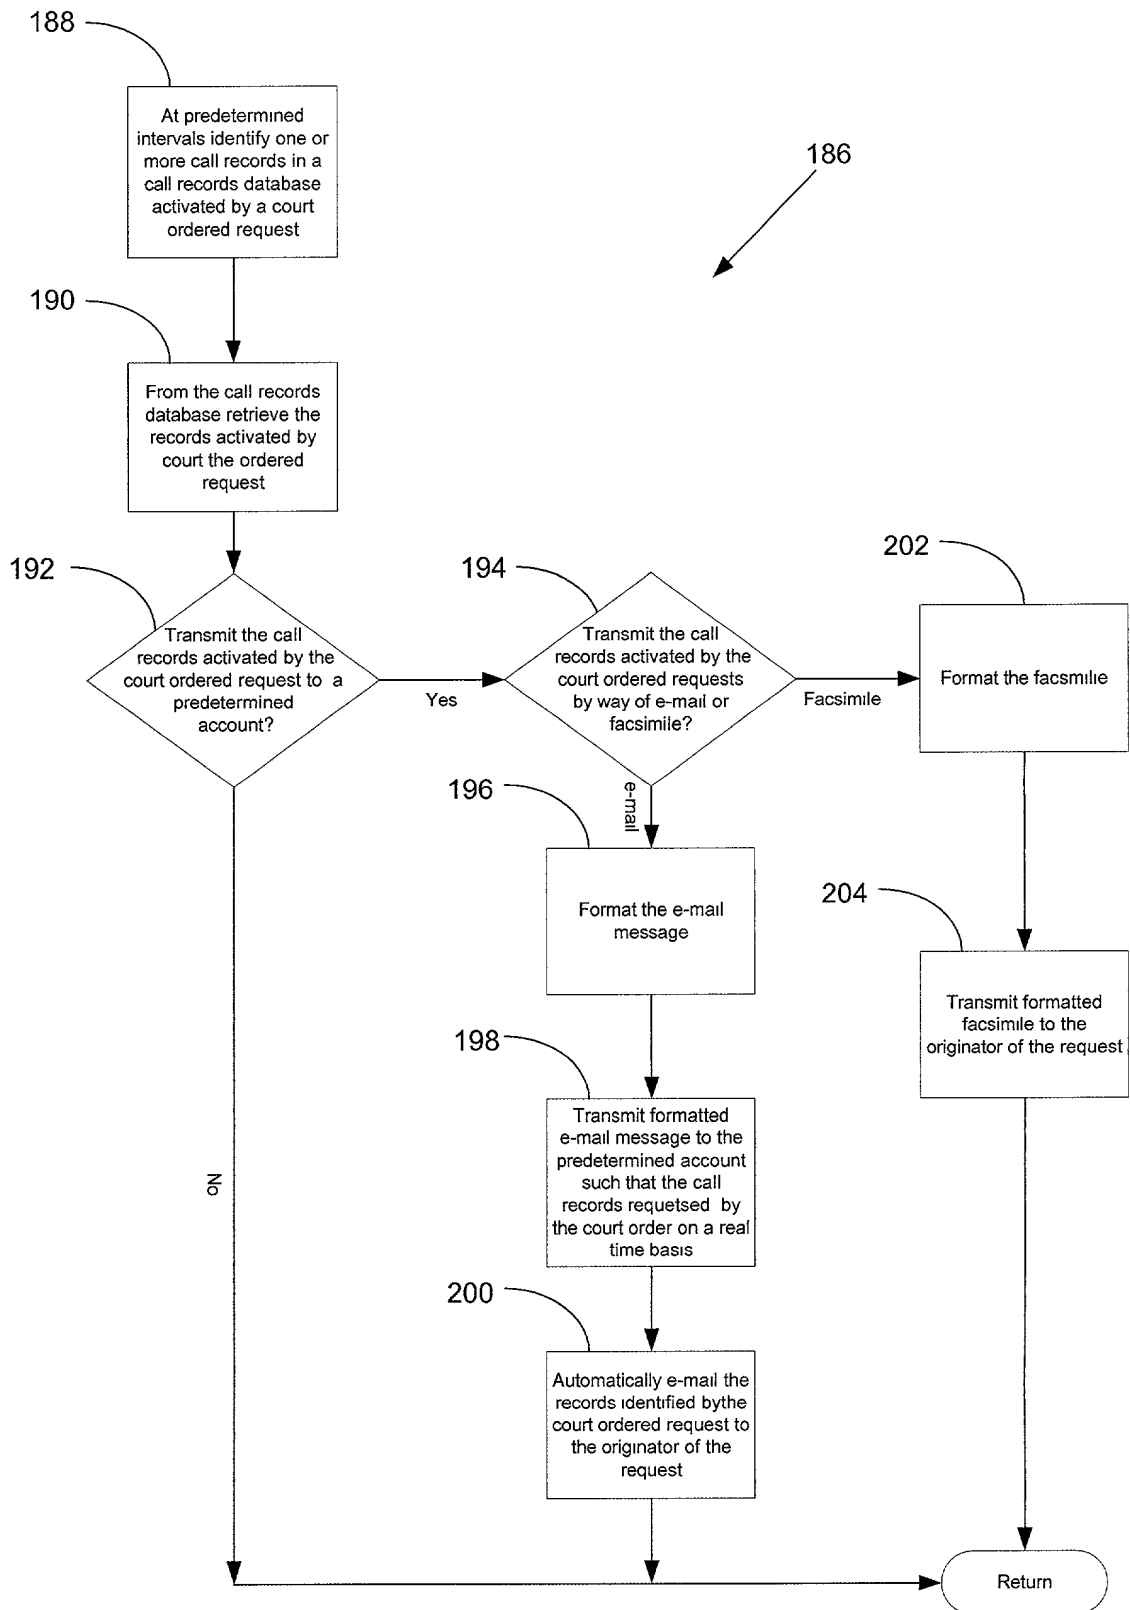 188
At predetermined
intervals identify one or
more call records in a
call records database
activated by a court
ordered request
186
190
From the call records
database retrieve the
records activated by
court the ordered
request
192
Transmit the call
records activated by the
court ordered request to a
predetermined
account?
Yes
194
Transmit the call
records activated by the
court ordered requests
by way of e-mail or
facsimile?
Facsimile
202
Format the facsmilie
e-mail
196
Format the e-mail
message
204
Transmit formatted
facsimile to the
originator of the request
198
Transmit formatted
e-mail message to the
predetermined account
such that the call
records requetsed by
the court order on a real
time basis
No
200
Automatically e-mail the
records identified bythe
court ordered request to
the originator of the
request
Return